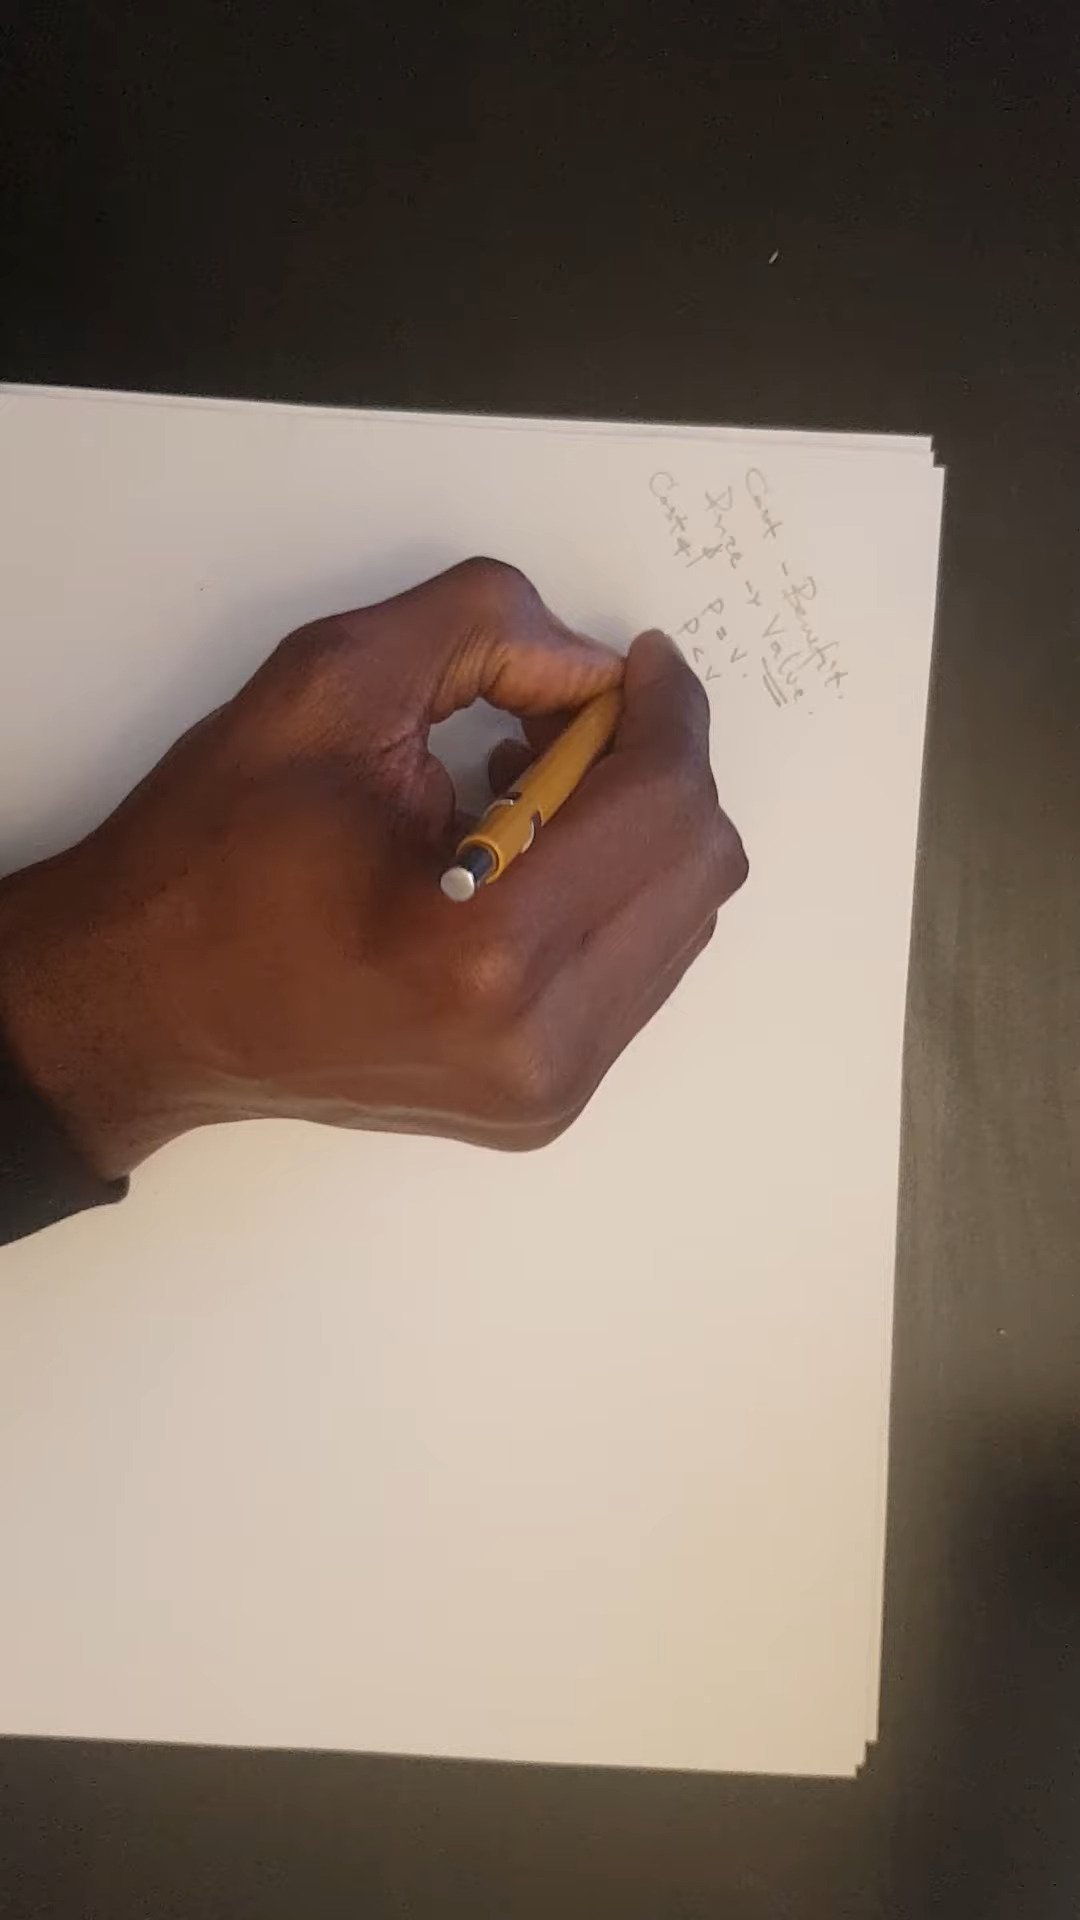 Cost - Benefit.
Price → Value.
P = V.
P < V
Cost